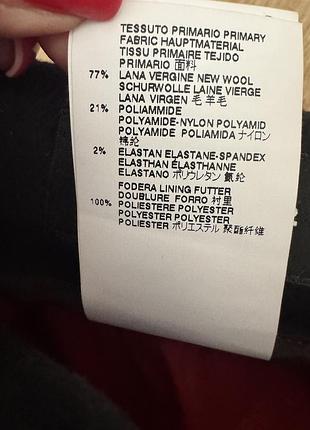 TESSUTO PRIMARIO PRIMARY
FABRIC HAUPTMATERIAL
TISSU PRIMAIRE TEJIDO
PRIMARIO 面料
77% LANA VERGINE NEW WOOL
SCHURWOLLE LAINE VIERGE
LANA VIRGEN 毛 羊毛
21% POLIAMMIDE
POLYAMIDE-NYLON POLYAMID
POLYAMIDE POLIAMIDA ナイロン
锦纶
2% ELASTAN ELASTANE-SPANDEX
ELASTHAN ÉLASTHANNE
ELASTANO ポリウレタン 氨纶
FODERA LINING FUTTER
DOUBLURE FORRO 村里
100% POLIESTERE POLYESTER
POLYESTER POLYESTER
POLIESTER ポリエステル 聚酯纤维